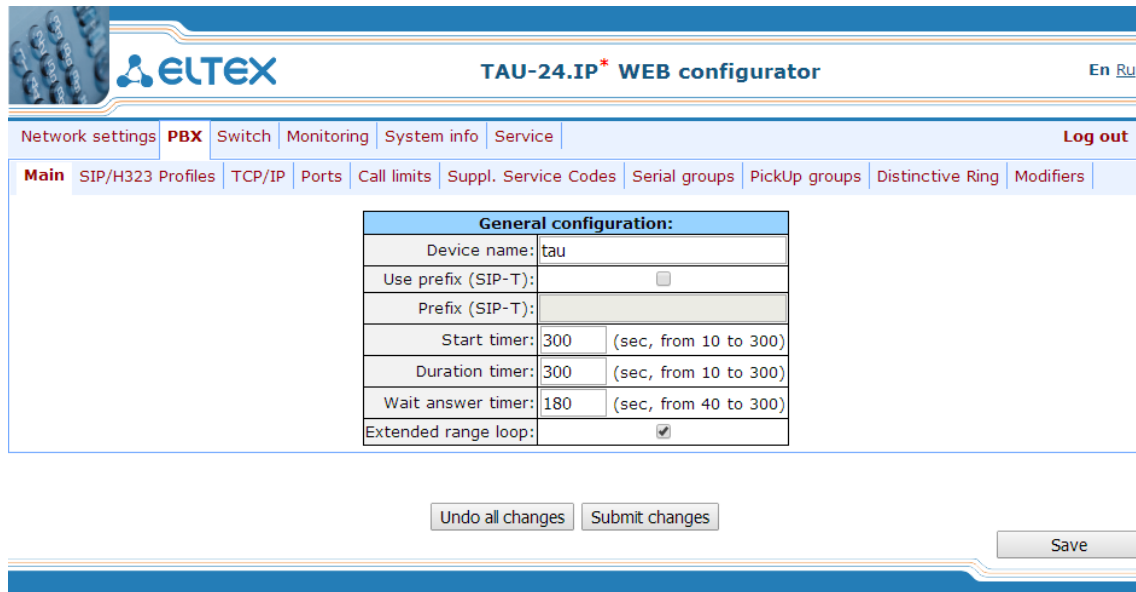 ELTEX
TAU-24.IP* WEB configurator
En Ru
Network settings PBX Switch Monitoring System info Service Log out
Main SIP/H323 Profiles TCP/IP Ports Call limits Suppl. Service Codes Serial groups PickUp groups Distinctive Ring Modifiers
General configuration:
Device name: tau
Use prefix (SIP-T):
Prefix (SIP-T):
Start timer: 300 (sec, from 10 to 300)
Duration timer: 300 (sec, from 10 to 300)
Wait answer timer: 180 (sec, from 40 to 300)
Extended range loop:
Undo all changes Submit changes
Save